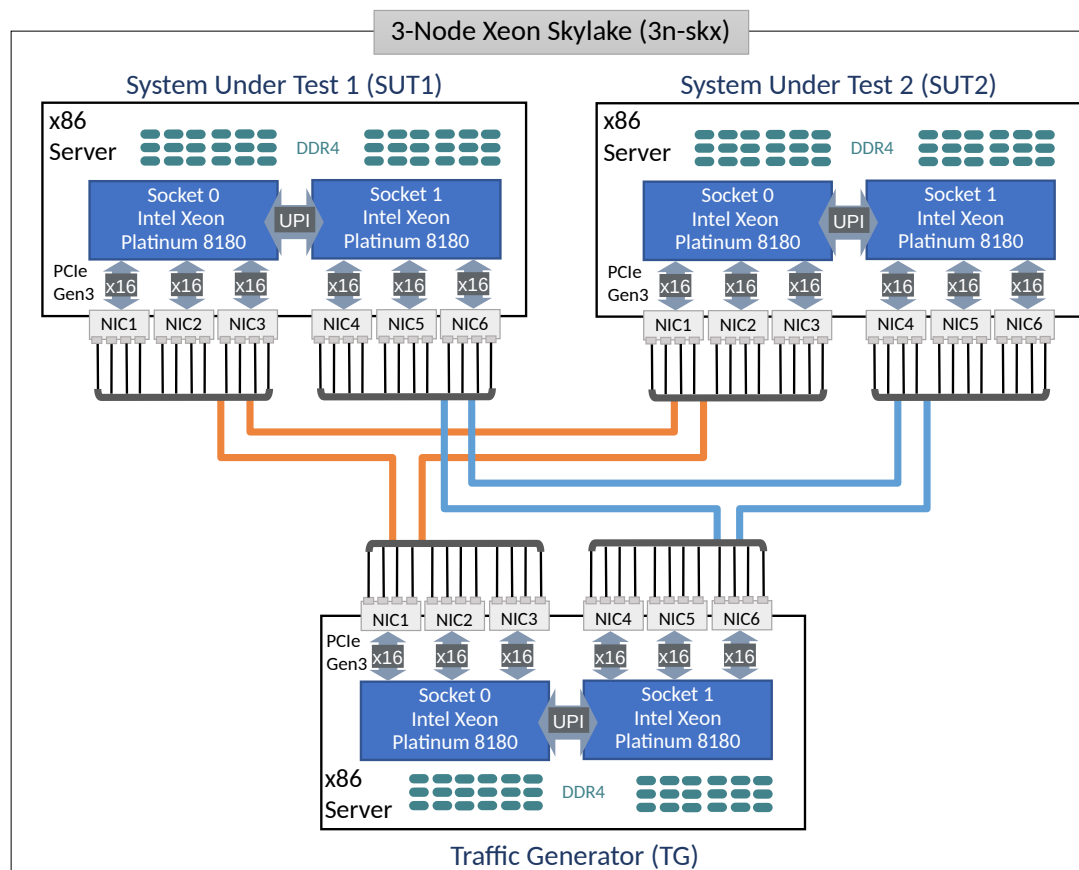 3-Node Xeon Skylake (3n-skx)
System Under Test 1 (SUT1)
x86
Server
DDR4
Socket 0
Intel Xeon
Platinum 8180
UPI
Socket 1
Intel Xeon
Platinum 8180
PCIe
Gen3
x16
x16
x16
x16
x16
x16
NIC1
NIC2
NIC3
NIC4
NIC5
NIC6
System Under Test 2 (SUT2)
x86
Server
DDR4
Socket 0
Intel Xeon
Platinum 8180
UPI
Socket 1
Intel Xeon
Platinum 8180
PCIe
Gen3
x16
x16
x16
x16
x16
x16
NIC1
NIC2
NIC3
NIC4
NIC5
NIC6
NIC1
NIC2
NIC3
NIC4
NIC5
NIC6
PCIe
Gen3
x16
x16
x16
x16
x16
x16
Socket 0
Intel Xeon
Platinum 8180
UPI
Socket 1
Intel Xeon
Platinum 8180
x86
Server
DDR4
Traffic Generator (TG)